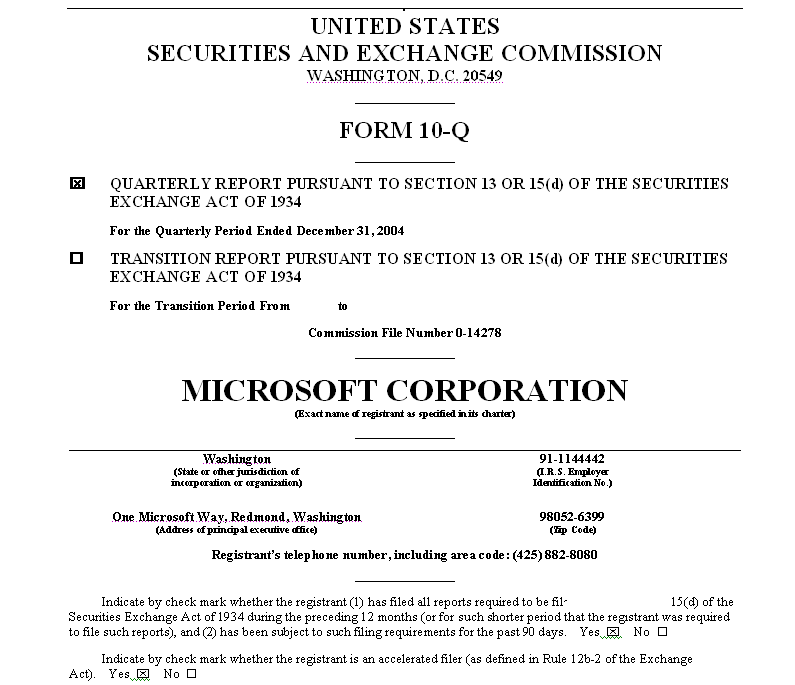 UNITED STATES
SECURITIES AND EXCHANGE COMMISSION
WASHINGTON, D.C. 20549
FORM 10-Q
☒ QUARTERLY REPORT PURSUANT TO SECTION 13 OR 15(d) OF THE SECURITIES
EXCHANGE ACT OF 1934
For the Quarterly Period Ended December 31, 2004
☐ TRANSITION REPORT PURSUANT TO SECTION 13 OR 15(d) OF THE SECURITIES
EXCHANGE ACT OF 1934
For the Transition Period From to
Commission File Number 0-14278
MICROSOFT CORPORATION
(Exact name of registrant as specified in its charter)
Washington 91-1144442
(State or other jurisdiction of (I.R.S. Employer
incorporation or organization) Identification No.)
One Microsoft Way, Redmond, Washington 98052-6399
(Address of principal executive office) (Zip Code)
Registrant's telephone number, including area code: (425) 882-8080
Indicate by check mark whether the registrant (1) has filed all reports required to be 15(d) of the
Securities Exchange Act of 1934 during the preceding 12 months (or for such shorter period that the registrant was required
to file such reports), and (2) has been subject to such filing requirements for the past 90 days. Yes ☒ No ☐
Indicate by check mark whether the registrant is an accelerated filer (as defined in Rule 12b-2 of the Exchange
Act). Yes ☒ No ☐